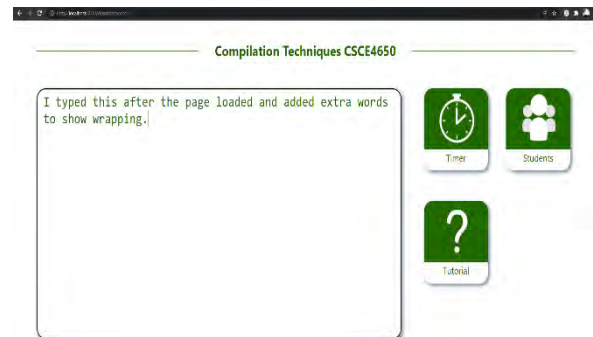 Compilation Techniques CSCE4650
I typed this after the page loaded and added extra words
to show wrapping.
Timer
Students
Tutorial